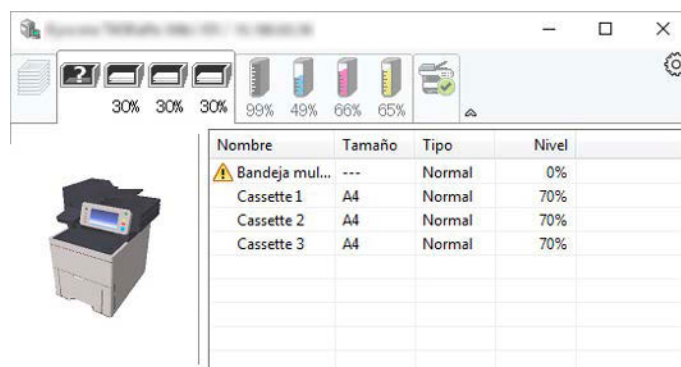 30% 30% 30% 99% 49% 66% 65%
Nombre Tamaño Tipo Nivel
Bandeja mul... --- Normal 0%
Cassette 1 A4 Normal 70%
Cassette 2 A4 Normal 70%
Cassette 3 A4 Normal 70%